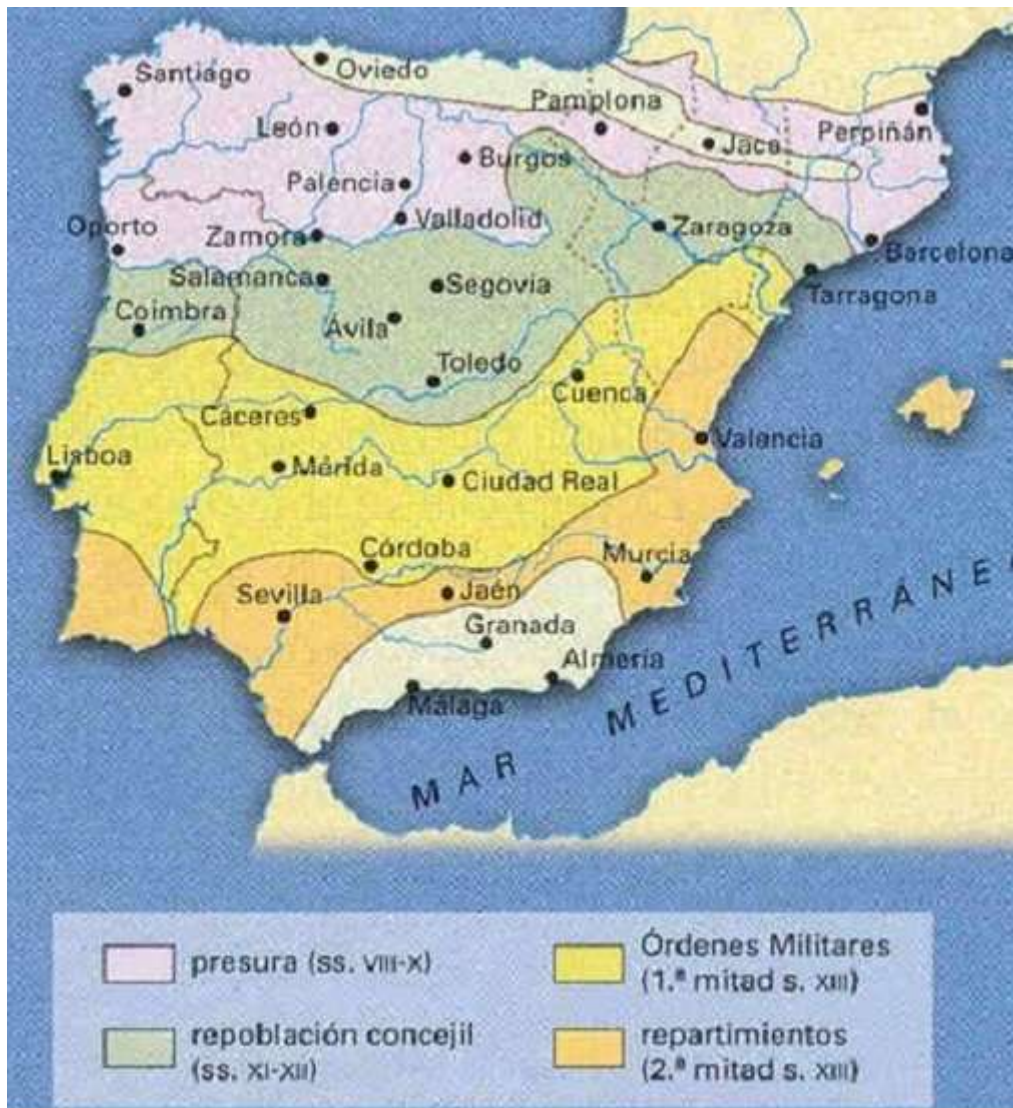 Santiago
Oviedo
Pamplona
León
Jaca
Perpiñán
Burgos
Palencia
Valladolid
Oporto
Zamora
Zaragoza
Barcelona
Salamanca
Segovia
Tarragona
Coimbra
Ávila
Toledo
Cuenca
Cáceres
Valencia
Lisboa
Mérida
Ciudad Real
Córdoba
Murcia
Sevilla
Jaén
Granada
Almería
Málaga
MAR MEDITERRÁNE
presura (ss. VIII-X)
repoblación concejil
(ss. XI-XII)
Órdenes Militares
(1.ª mitad s. XIII)
repartimientos
(2.ª mitad s. XIII)